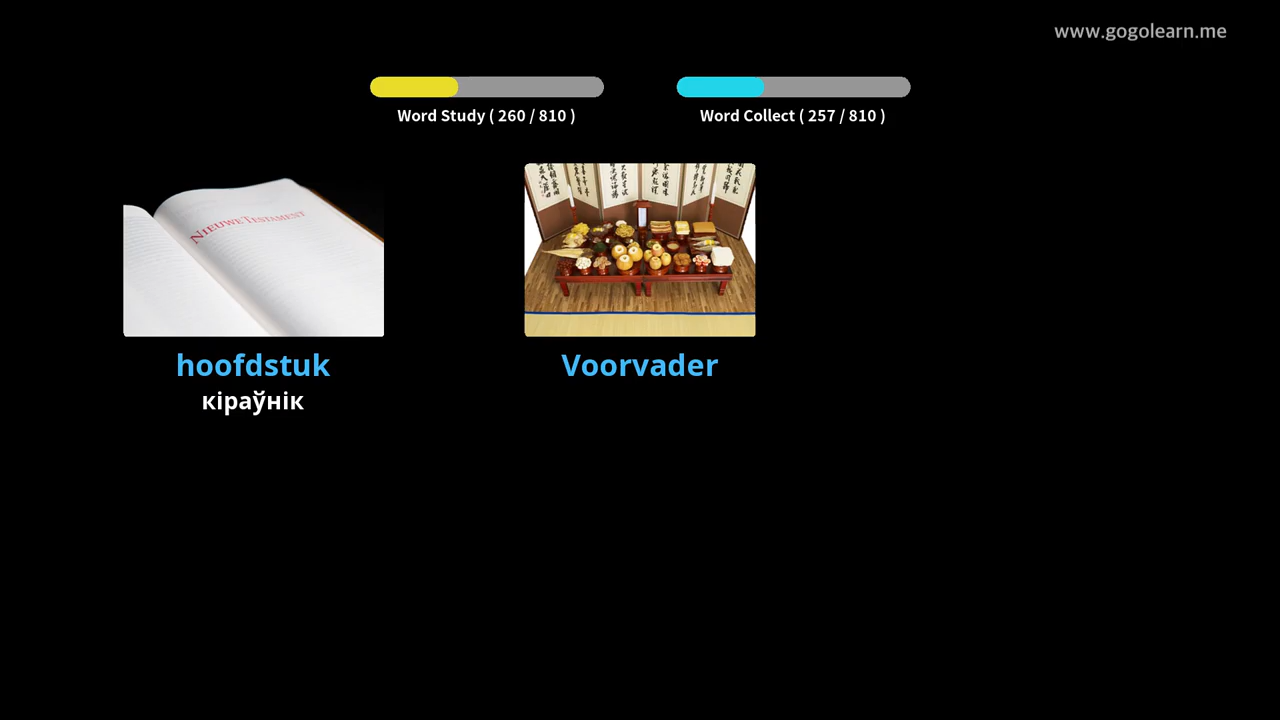 www.gogolearn.me
Word Study ( 260 / 810 )
Word Collect ( 257 / 810 )
NIEUWE TESTAMENT
hoofdstuk
Voorvader
кіраўнік